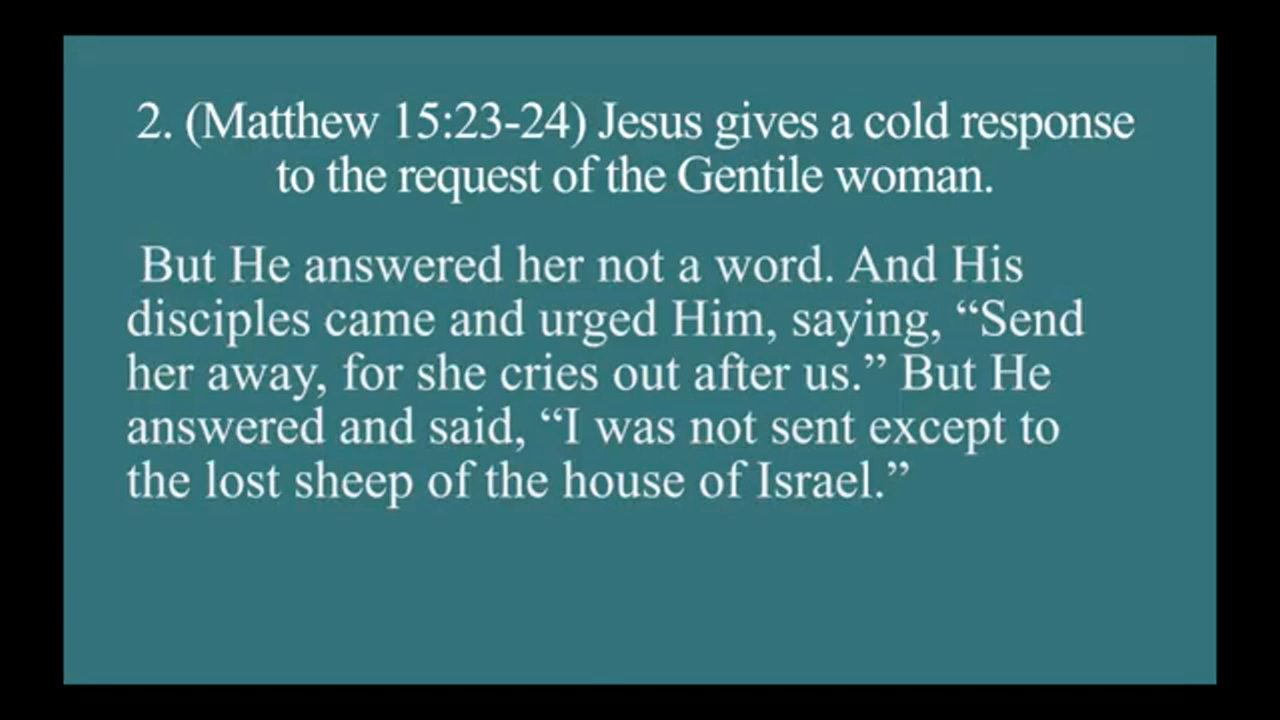 2. (Matthew 15:23-24) Jesus gives a cold response
to the request of the Gentile woman.
But He answered her not a word. And His
disciples came and urged Him, saying, “Send
her away, for she cries out after us.” But He
answered and said, “I was not sent except to
the lost sheep of the house of Israel.”